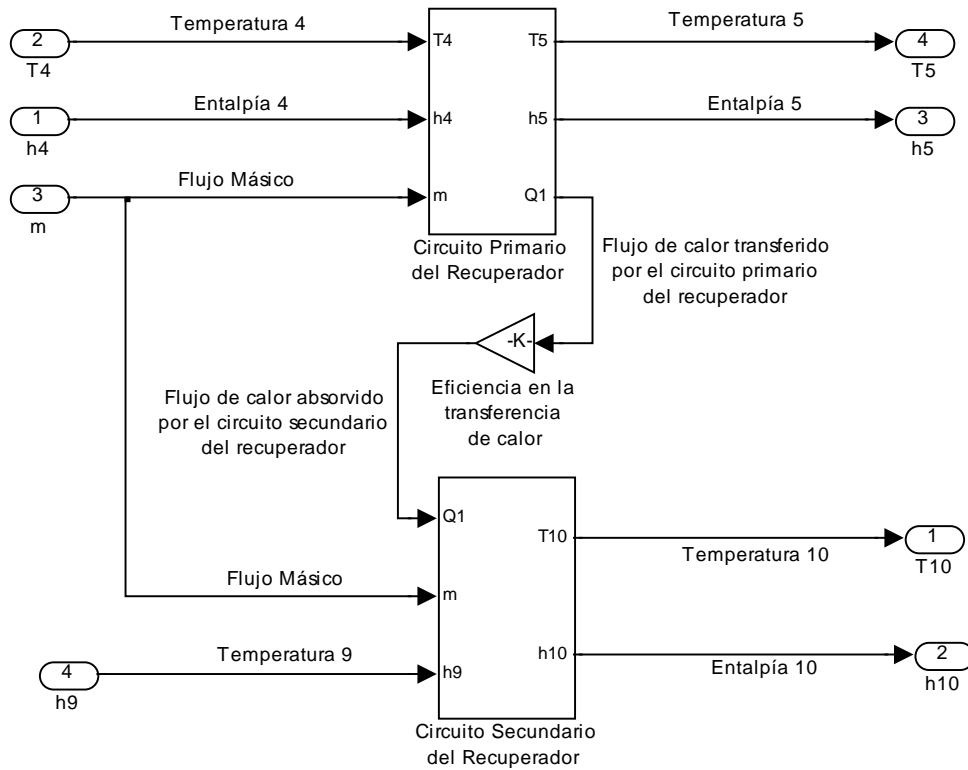 2
T4
Temperatura 4
T4
T5
Temperatura 5
4
T5
1
h4
Entalpía 4
h4
h5
Entalpía 5
3
h5
3
m
Flujo Másico
m
Q1
Circuito Primario
del Recuperador
Flujo de calor transferido
por el circuito primario
del recuperador
-K-
Eficiencia en la
transferencia
de calor
Flujo de calor absorvido
por el circuito secundario
del recuperador
Q1
T10
Temperatura 10
1
T10
Flujo Másico
m
Temperatura 9
4
h9
h9
h10
Entalpía 10
2
h10
Circuito Secundario
del Recuperador